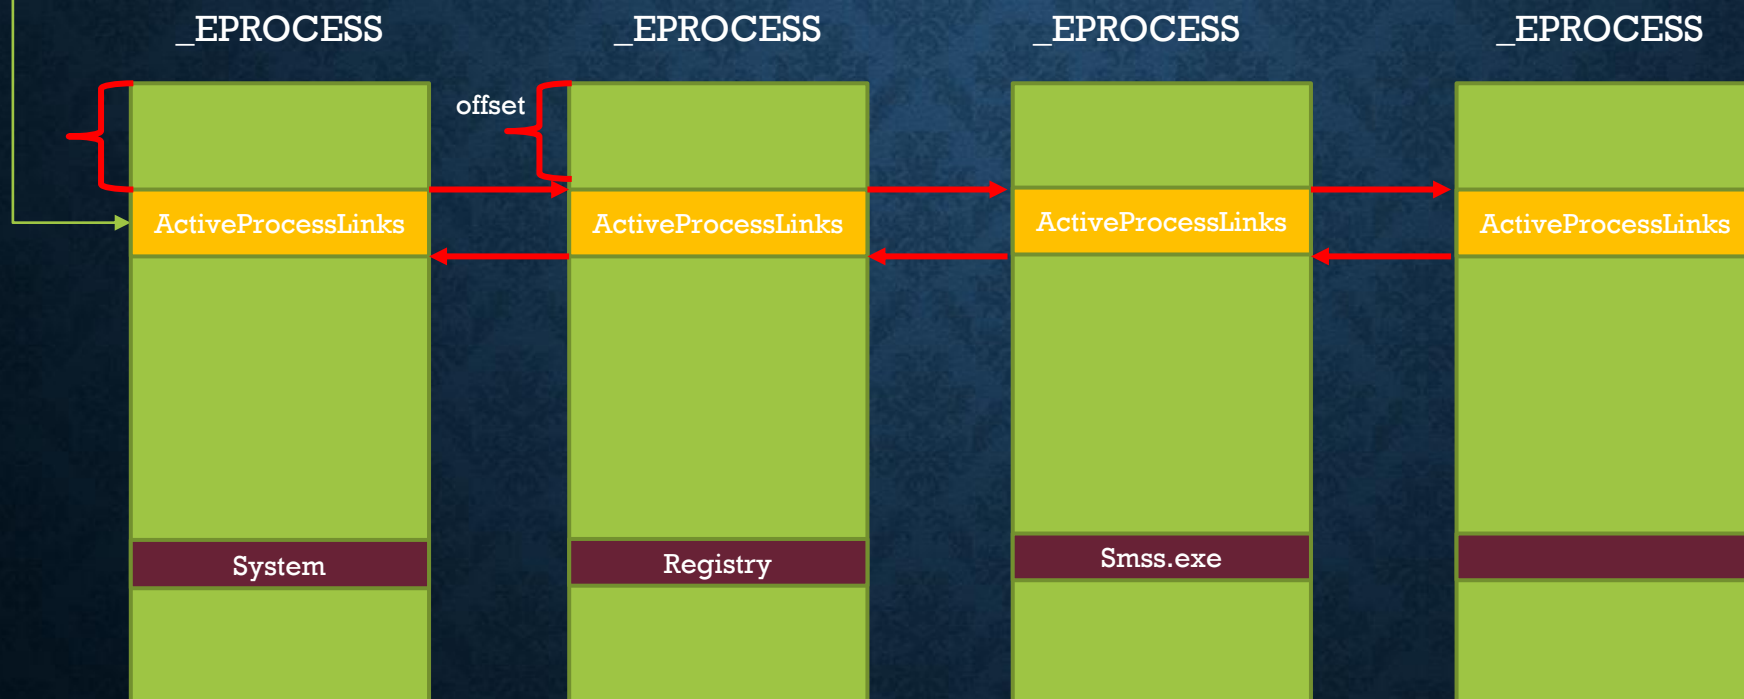 _EPROCESS
_EPROCESS
_EPROCESS
_EPROCESS
offset
ActiveProcessLinks
ActiveProcessLinks
ActiveProcessLinks
ActiveProcessLinks
System
Registry
Smss.exe